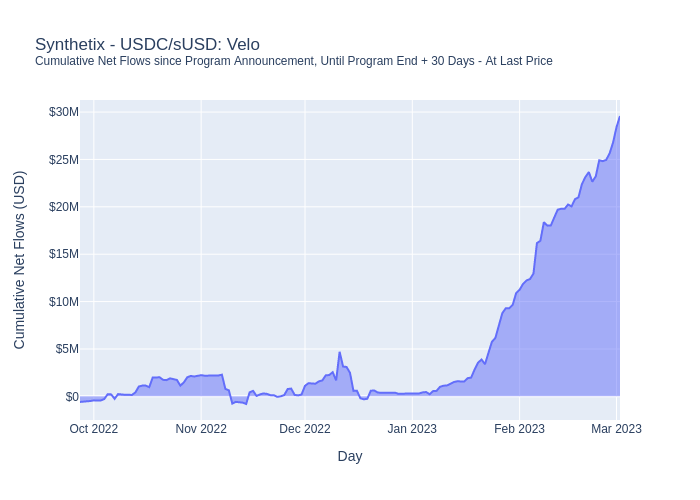 Synthetix - USDC/sUSD: Velo
Cumulative Net Flows since Program Announcement, Until Program End + 30 Days - At Last Price
$30M
$25M
$20M
$15M
$10M
$5M
$0
Cumulative Net Flows (USD)
Oct 2022 Nov 2022 Dec 2022 Jan 2023 Feb 2023 Mar 2023
Day